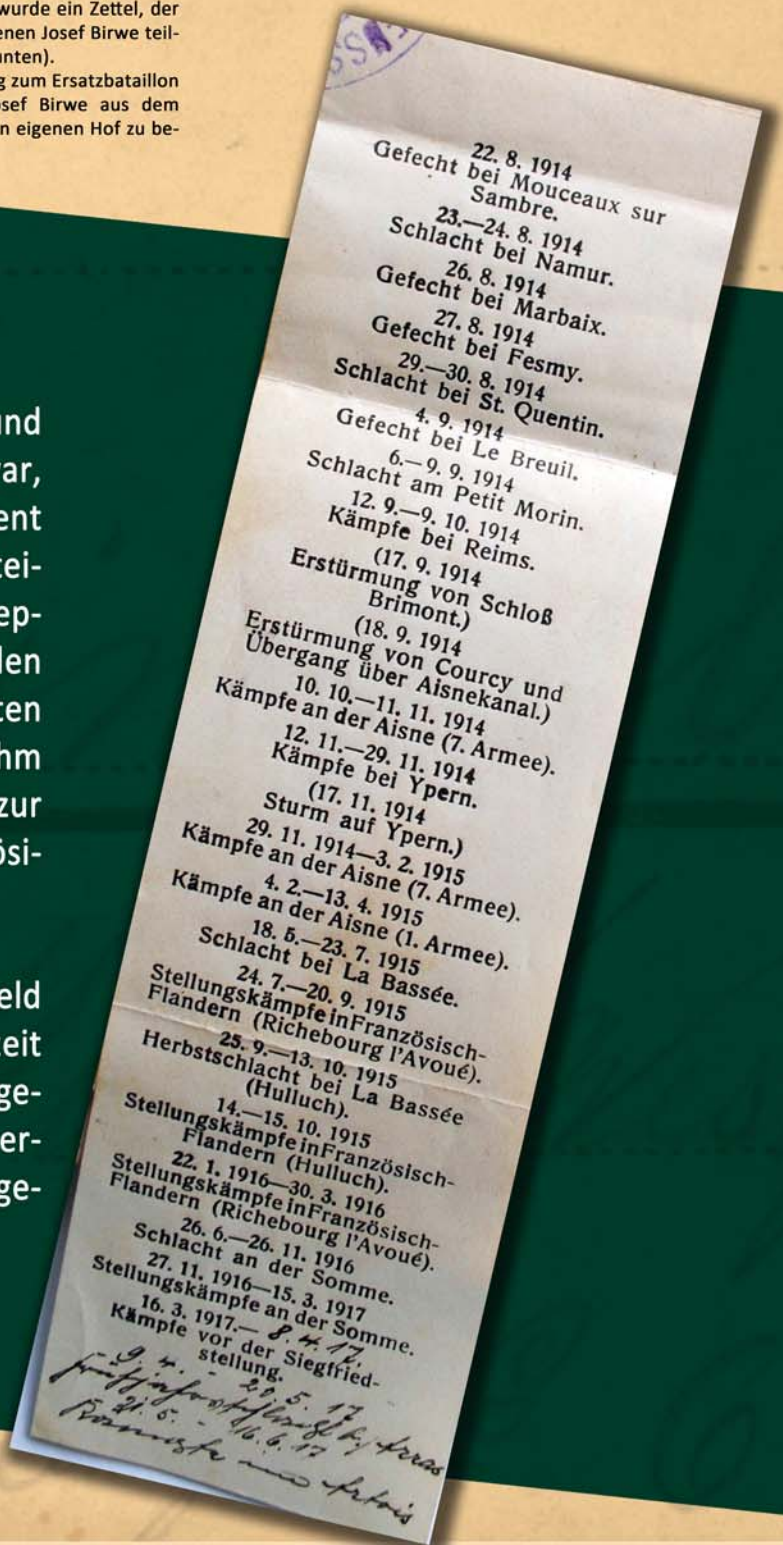 wurde ein Zettel, der
enen Josef Birwe teil-
unten).
g zum Ersatzbataillon
osef Birwe aus dem
n eigenen Hof zu be-
und
ar,
ent
tei-
ep-
den
ten
hm
zur
ösi-
eld
eit
ge-
er-
ge-
SS
22. 8. 1914
Gefecht bei Mouceaux sur
Sambre.
23.—24. 8. 1914
Schlacht bei Namur.
26. 8. 1914
Gefecht bei Marbaix.
27. 8. 1914
Gefecht bei Fesmy.
29.—30. 8. 1914
Schlacht bei St. Quentin.
4. 9. 1914
Gefecht bei Le Breuil.
6.—9. 9. 1914
Schlacht am Petit Morin.
12. 9.—9. 10. 1914
Kämpfe bei Reims.
(17. 9. 1914
Erstürmung von Schloß
Brimont.)
(18. 9. 1914
Erstürmung von Courcy und
Übergang über Aisnekanal.)
10. 10.—11. 11. 1914
Kämpfe an der Aisne (7. Armee).
12. 11.—29. 11. 1914
Kämpfe bei Ypern.
(17. 11. 1914
Sturm auf Ypern.)
29. 11. 1914—3. 2. 1915
Kämpfe an der Aisne (7. Armee).
4. 2.—13. 4. 1915
Kämpfe an der Aisne (1. Armee).
18. 5.—23. 7. 1915
Schlacht bei La Bassée.
24. 7.—20. 9. 1915
Stellungskämpfe in Französisch-
Flandern (Richebourg l'Avoué).
25. 9.—13. 10. 1915
Herbstschlacht bei La Bassée
(Hulluch).
14.—15. 10. 1915
Stellungskämpfe in Französisch-
Flandern (Hulluch).
22. 1. 1916—30. 3. 1916
Stellungskämpfe in Französisch-
Flandern (Richebourg l'Avoué).
26. 6.—26. 11. 1916
Schlacht an der Somme.
27. 11. 1916—15. 3. 1917
Stellungskämpfe an der Somme.
16. 3. 1917.— 8. 4. 17.
Kämpfe vor der Siegfried-
stellung.
9. 4. - 20. 5. 17
Frühjahrsschlacht bei Arras
21. 5. - 16. 6. 17
Kämpfe im Artois